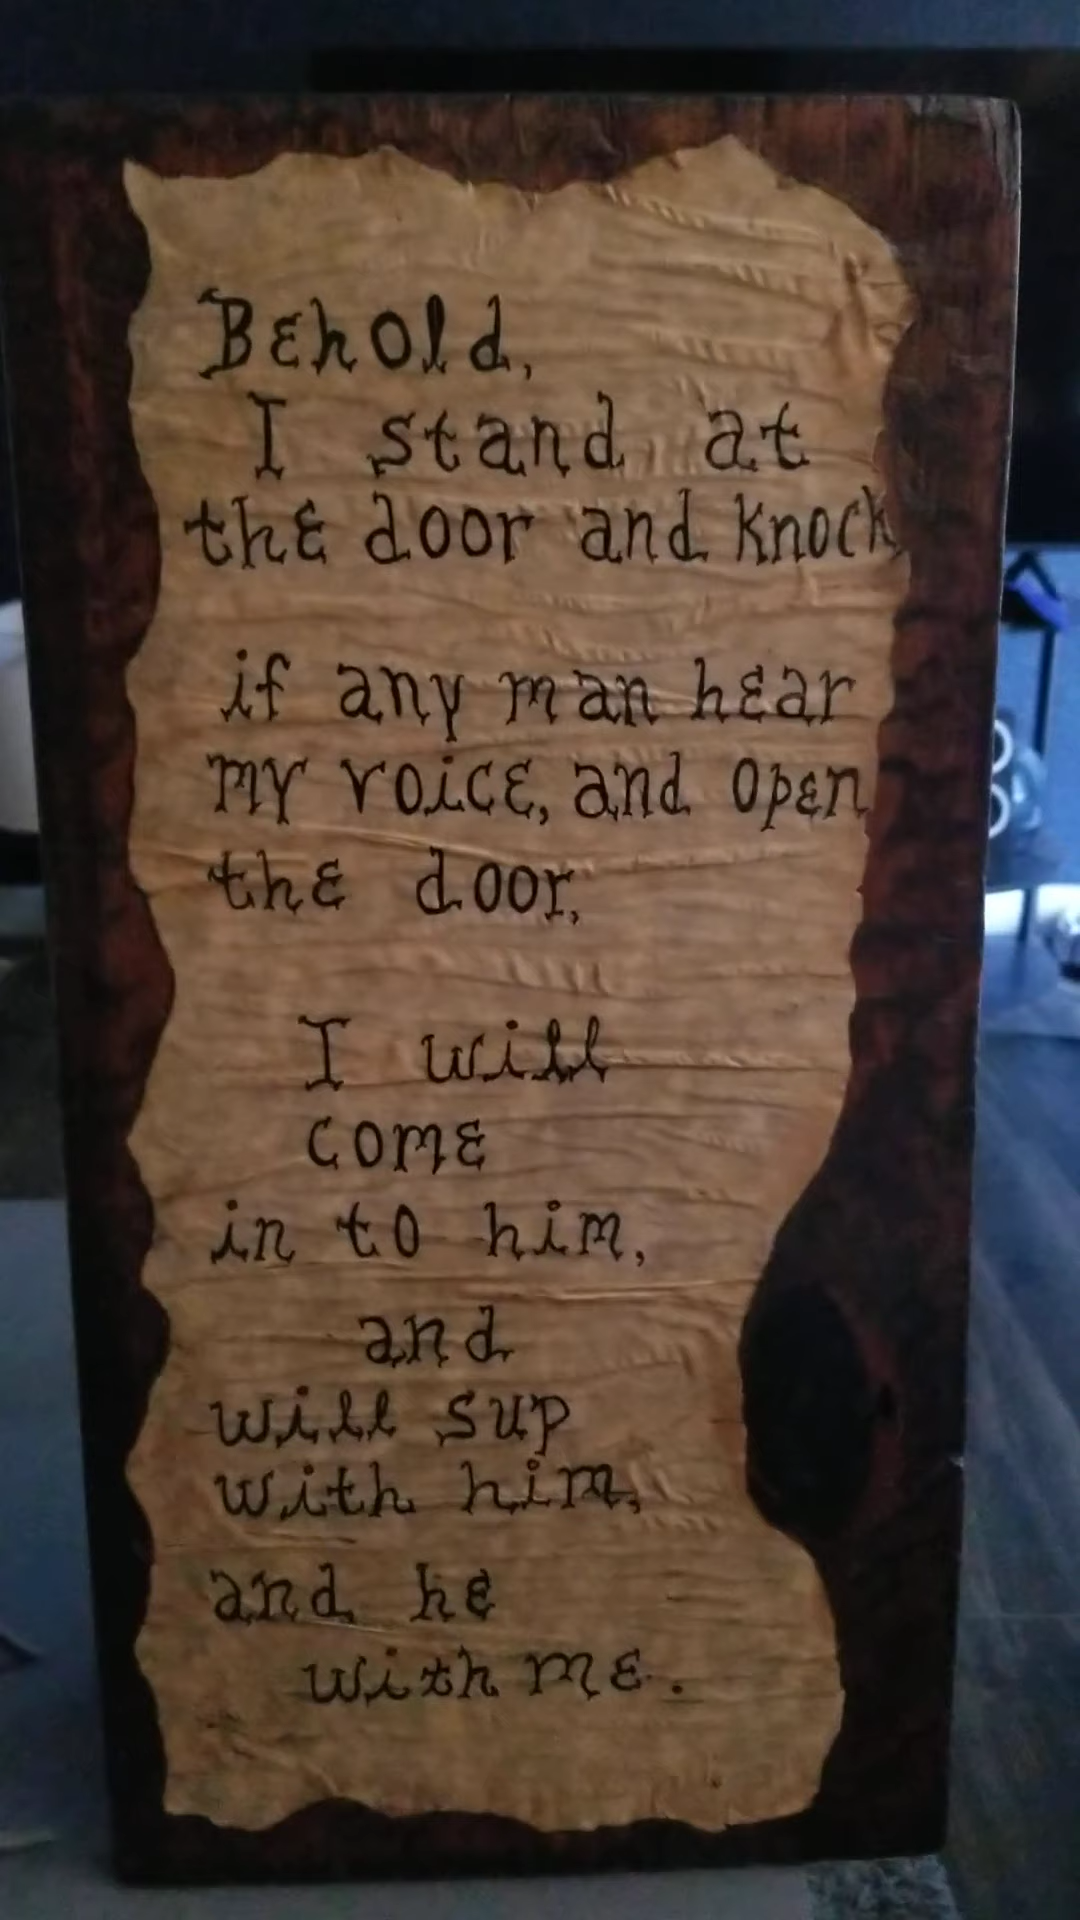 Behold,
I stand at
the door and knock,
if any man hear
my voice, and open
the door,
I will
come
in to him,
and
will sup
with him,
and he
with me.